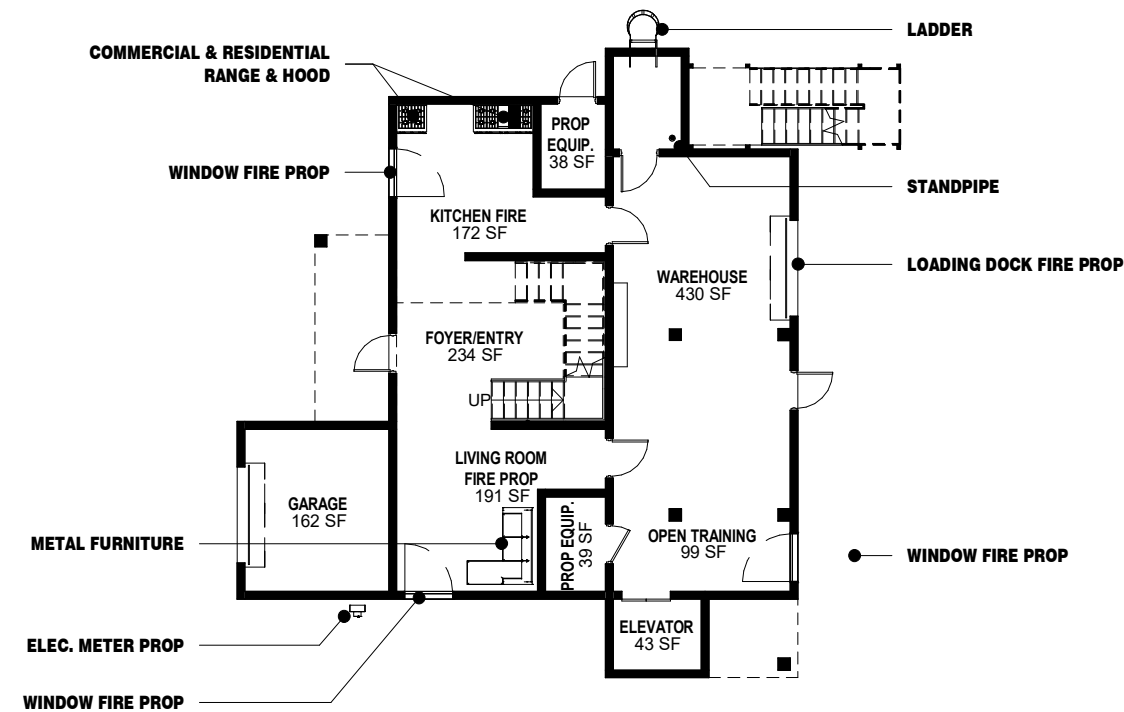 LADDER
COMMERCIAL & RESIDENTIAL
RANGE & HOOD
PROP
EQUIP.
38 SF
WINDOW FIRE PROP
STANDPIPE
KITCHEN FIRE
172 SF
LOADING DOCK FIRE PROP
WAREHOUSE
430 SF
FOYER/ENTRY
234 SF
UP
LIVING ROOM
FIRE PROP
191 SF
GARAGE
162 SF
PROP EQUIP.
39 SF
OPEN TRAINING
99 SF
METAL FURNITURE
WINDOW FIRE PROP
ELEVATOR
43 SF
ELEC. METER PROP
WINDOW FIRE PROP